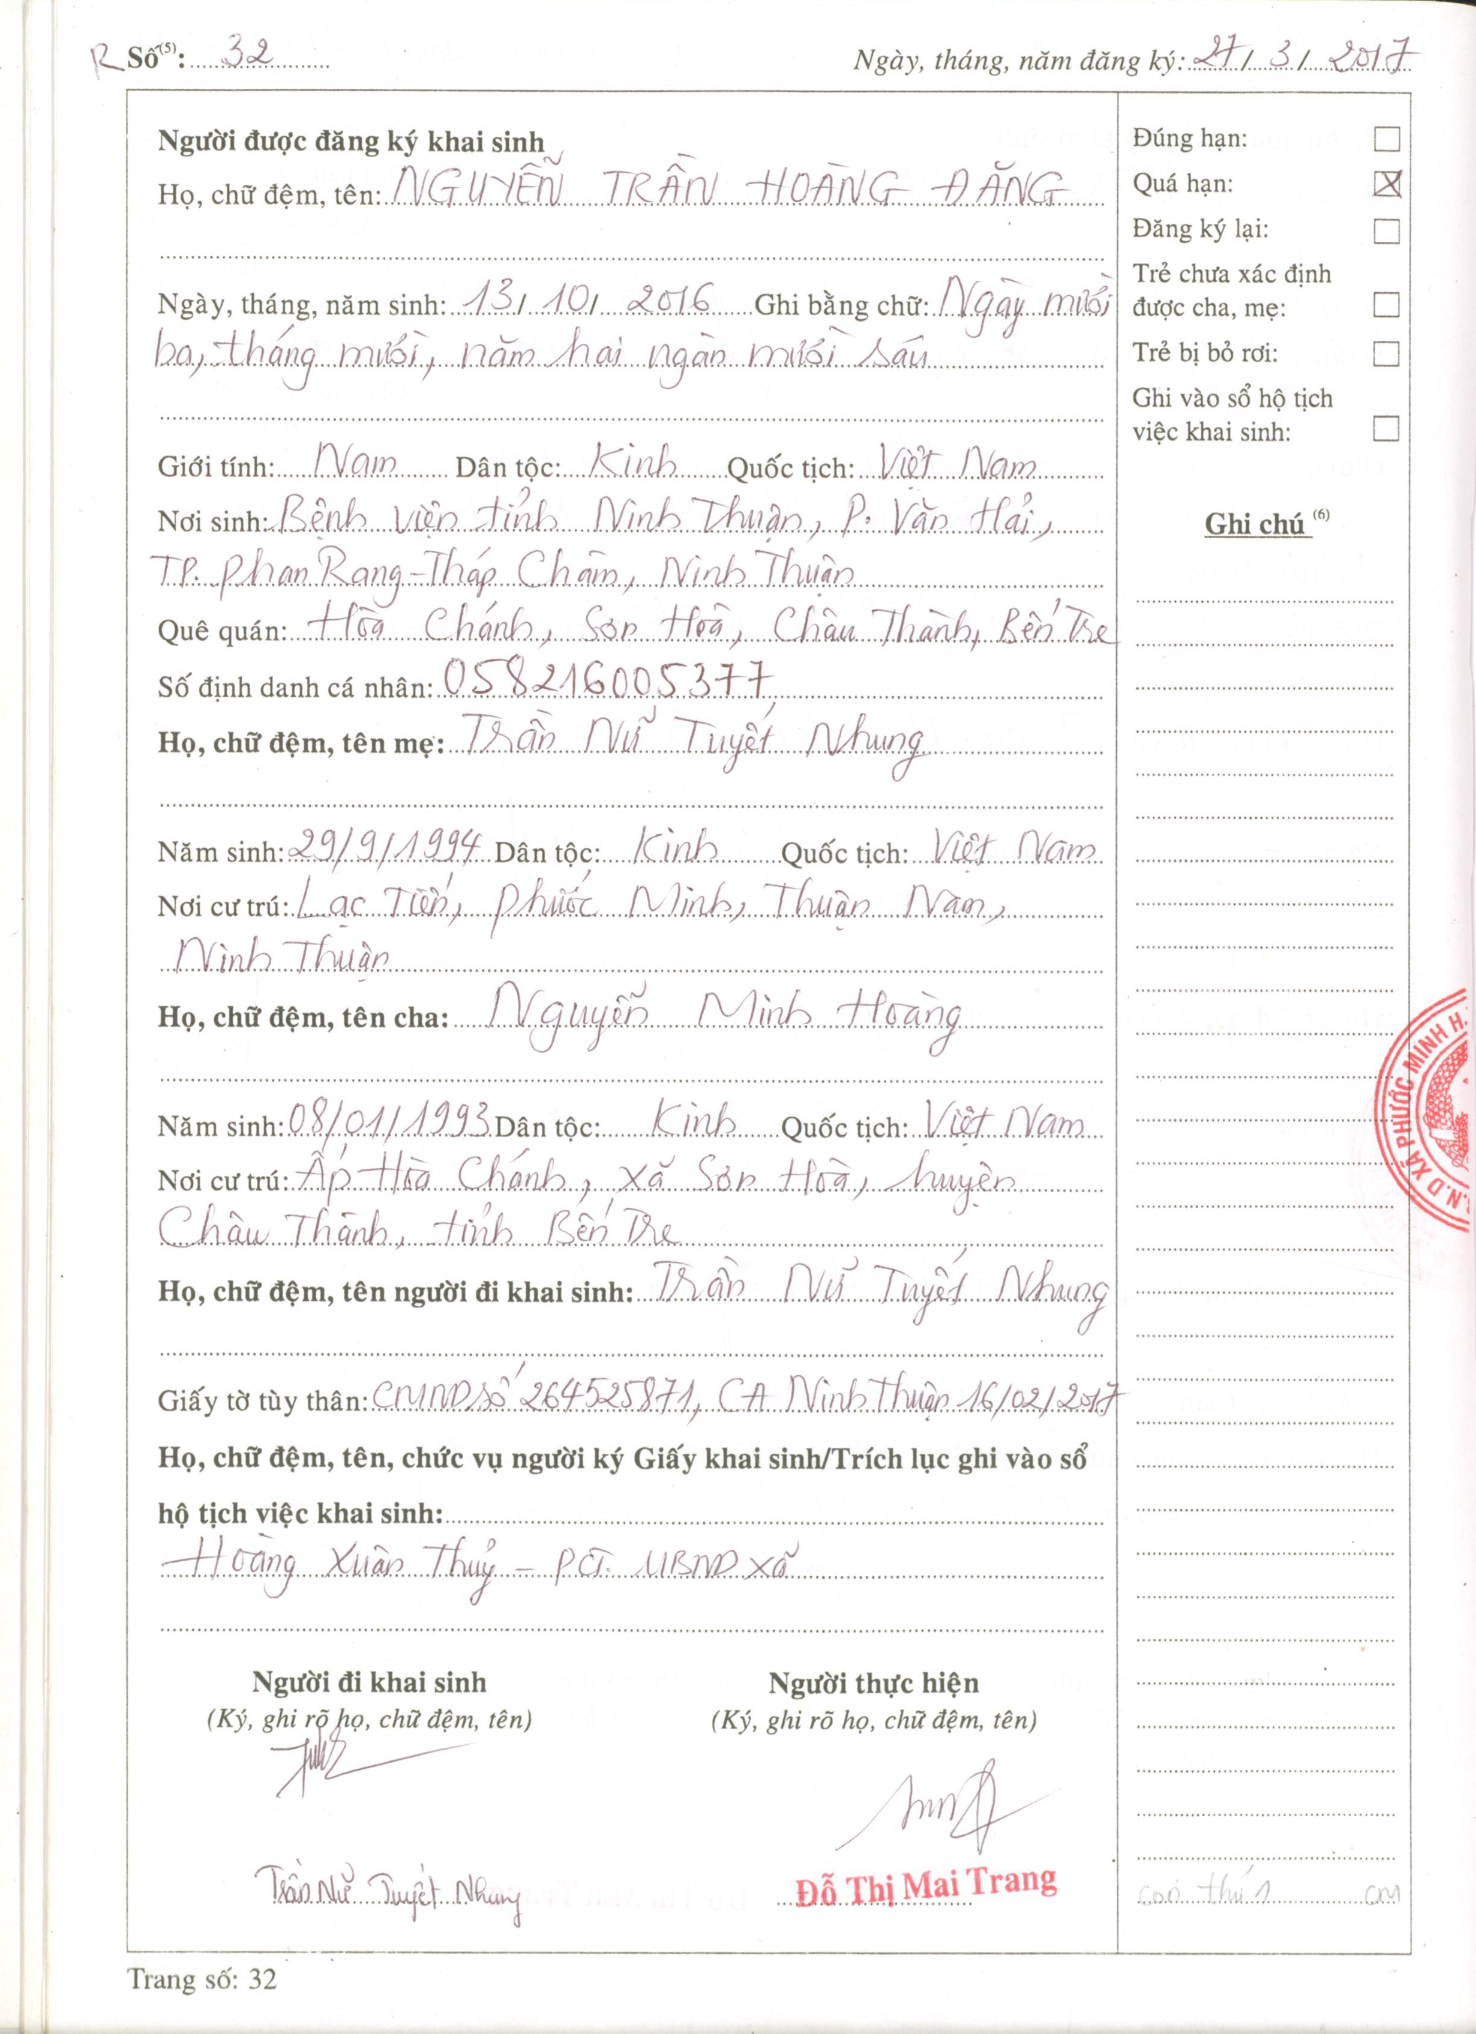 R Số(5): 32
Ngày, tháng, năm đăng ký: 27/ 3/ 2017
Người được đăng ký khai sinh
Họ, chữ đệm, tên: NGUYỄN TRẦN HOÀNG ĐĂNG
Ngày, tháng, năm sinh: 13/ 10/ 2016 Ghi bằng chữ: Ngày mười
ba, tháng mười, năm hai ngàn mười sáu
Giới tính: Nam Dân tộc: Kinh Quốc tịch: Việt Nam
Nơi sinh: Bệnh viện tỉnh Ninh Thuận, P. Văn Hải,
TP. Phan Rang-Tháp Chàm, Ninh Thuận
Quê quán: Hòa Chánh, Sơn Hoà, Châu Thành, Bến Tre
Số định danh cá nhân: 058216005377
Họ, chữ đệm, tên mẹ: Trần Nữ Tuyết Nhung
Năm sinh: 29/9/1994 Dân tộc: Kinh Quốc tịch: Việt Nam
Nơi cư trú: Lạc Tiến, Phước Minh, Thuận Nam,
Ninh Thuận
Họ, chữ đệm, tên cha: Nguyễn Minh Hoàng
Năm sinh: 08/01/1993 Dân tộc: Kinh Quốc tịch: Việt Nam
Nơi cư trú: Ấp Hòa Chánh, xã Sơn Hoà, huyện
Châu Thành, tỉnh Bến Tre
Họ, chữ đệm, tên người đi khai sinh: Trần Nữ Tuyết Nhung
Giấy tờ tùy thân: CMND số 264525871, CA Ninh Thuận 16/02/2017
Họ, chữ đệm, tên, chức vụ người ký Giấy khai sinh/Trích lục ghi vào sổ
hộ tịch việc khai sinh:
Hoàng Xuân Thuỷ - PCT. UBND xã
Người đi khai sinh
(Ký, ghi rõ họ, chữ đệm, tên)
Trần Nữ Tuyết Nhung
Người thực hiện
(Ký, ghi rõ họ, chữ đệm, tên)
Đỗ Thị Mai Trang
Đúng hạn:
Quá hạn: X
Đăng ký lại:
Trẻ chưa xác định
được cha, mẹ:
Trẻ bị bỏ rơi:
Ghi vào sổ hộ tịch
việc khai sinh:
Ghi chú (6)
.N.D XÃ PHƯỚC MINH H.
con thứ 1
Trang số: 32